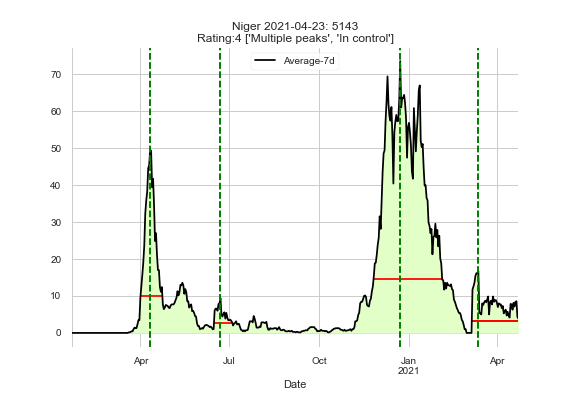 Niger 2021-04-23: 5143
Rating:4 ['Multiple peaks', 'In control']
Average-7d
70
60
50
40
30
20
10
0
Apr
Jul
Oct
Jan
2021
Apr
Date